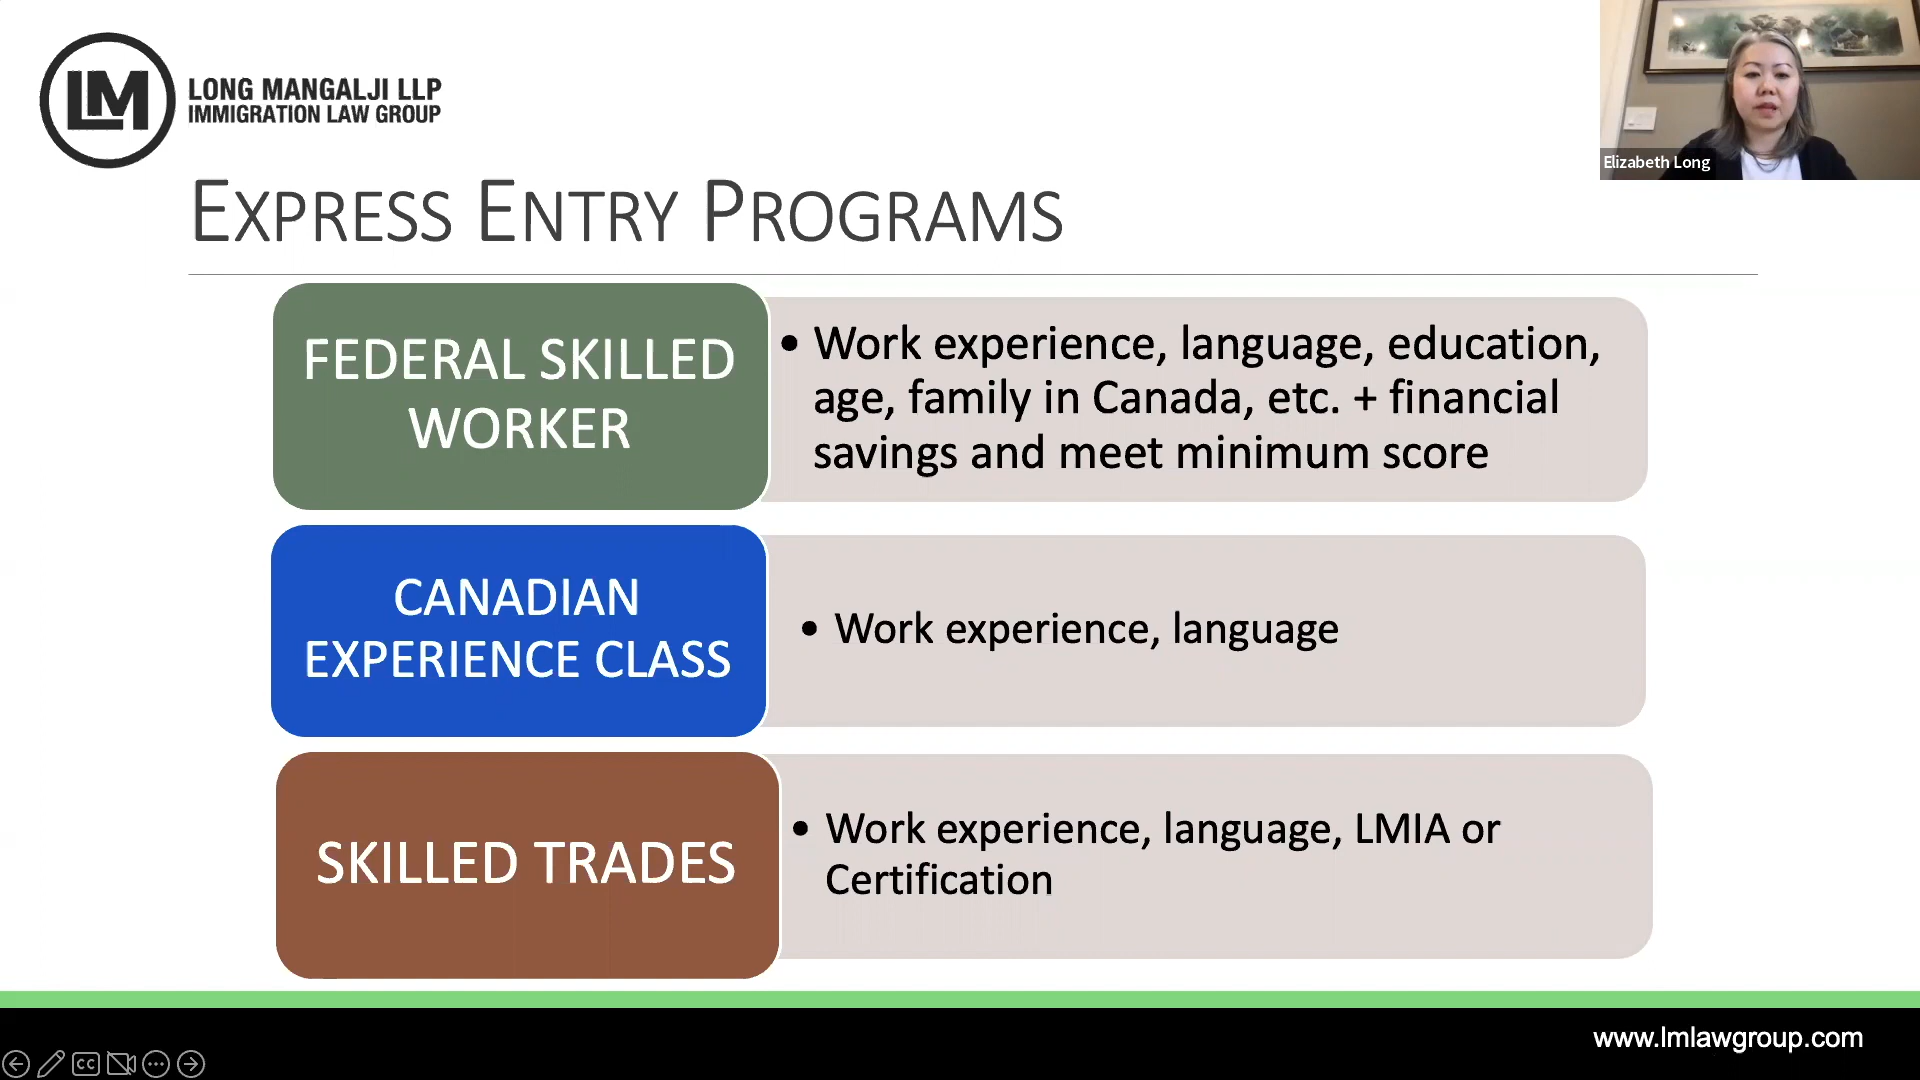 LM
LONG MANGALJI LLP
IMMIGRATION LAW GROUP
Elizabeth Long
EXPRESS ENTRY PROGRAMS
FEDERAL SKILLED
WORKER
• Work experience, language, education,
age, family in Canada, etc. + financial
savings and meet minimum score
CANADIAN
EXPERIENCE CLASS
• Work experience, language
SKILLED TRADES
• Work experience, language, LMIA or
Certification
www.lmlawgroup.com
CC